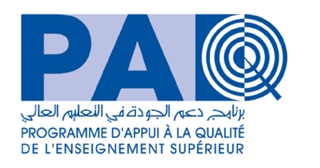 PAQ
برنامج دعم الجودة في التعليم العالي
PROGRAMME D'APPUI À LA QUALITÉ
DE L'ENSEIGNEMENT SUPÉRIEUR